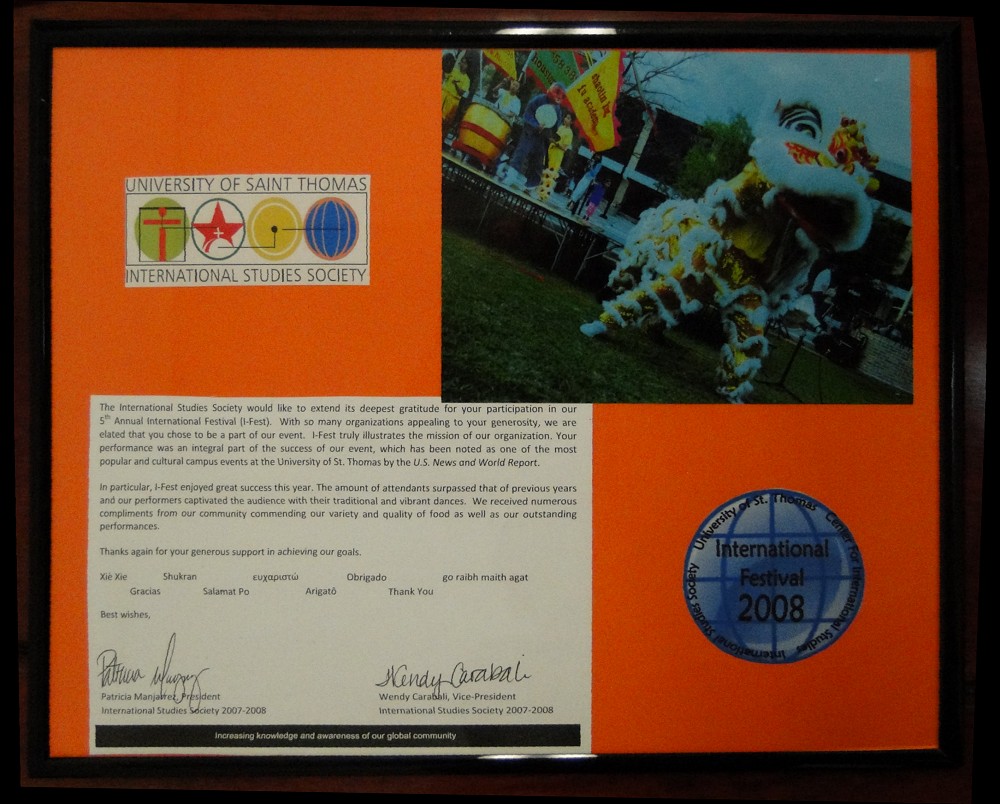 UNIVERSITY OF SAINT THOMAS
INTERNATIONAL STUDIES SOCIETY
The International Studies Society would like to extend its deepest gratitude for your participation in our
5th Annual International Festival (I-Fest). With so many organizations appealing to your generosity, we are
elated that you chose to be a part of our event. I-Fest truly illustrates the mission of our organization. Your
performance was an integral part of the success of our event, which has been noted as one of the most
popular and cultural campus events at the University of St. Thomas by the U.S. News and World Report.
In particular, I-Fest enjoyed great success this year. The amount of attendants surpassed that of previous years
and our performers captivated the audience with their traditional and vibrant dances. We received numerous
compliments from our community commending our variety and quality of food as well as our outstanding
performances.
Thanks again for your generous support in achieving our goals.
Xiè Xie Shukran ευχαριστώ Obrigado go raibh maith agat
Gracias Salamat Po Arigatô Thank You
Best wishes,
Patricia Manjarrez, President
International Studies Society 2007-2008
Wendy Carabali
Wendy Carabali, Vice-President
International Studies Society 2007-2008
Increasing knowledge and awareness of our global community
University of St. Thomas Center for International Studies
International Studies Society
International
Festival
2008